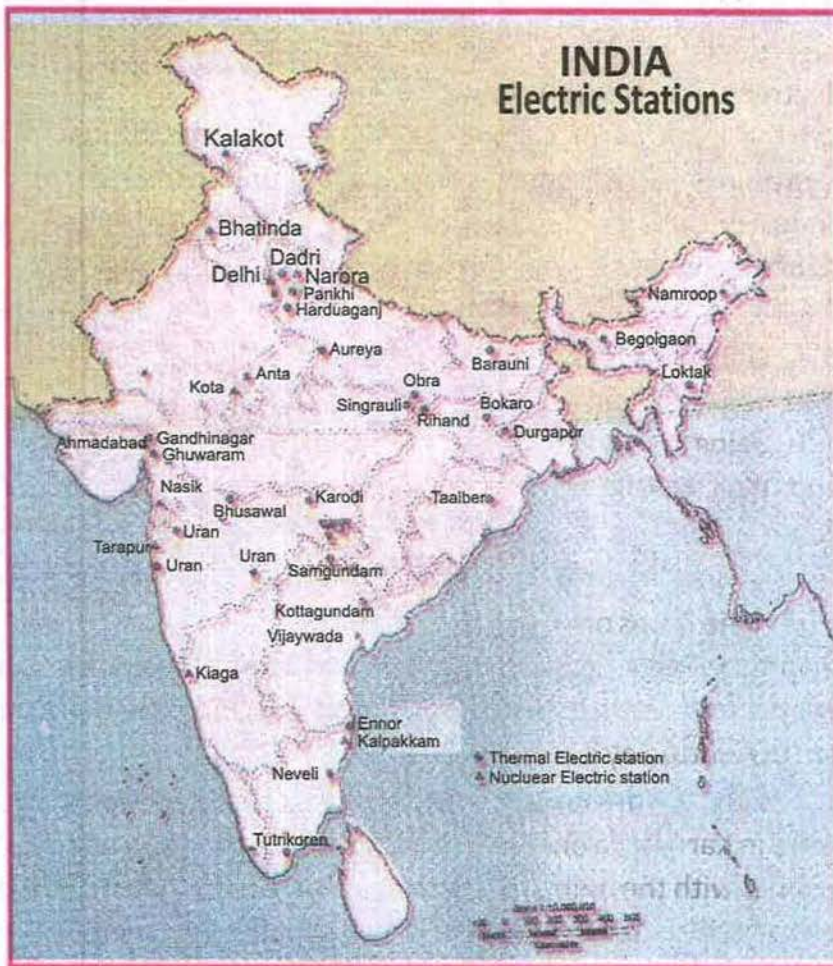 INDIA
Electric Stations
Kalakot
Bhatinda
Dadri
Delhi
Narora
Pankhi
Harduaganj
Namroop
Aureya
Begolgaon
Barauni
Anta
Kota
Obra
Loktak
Singrauli
Rihand
Bokaro
Durgapur
Ahmadabad
Gandhinagar
Ghuwaram
Nasik
Bhusawal
Karodi
Taalber
Uran
Tarapur
Uran
Uran
Samgundam
Kottagundam
Vijaywada
Kiaga
Ennor
Kalpakkam
Thermal Electric station
Nucluear Electric station
Neveli
Tutrikoren